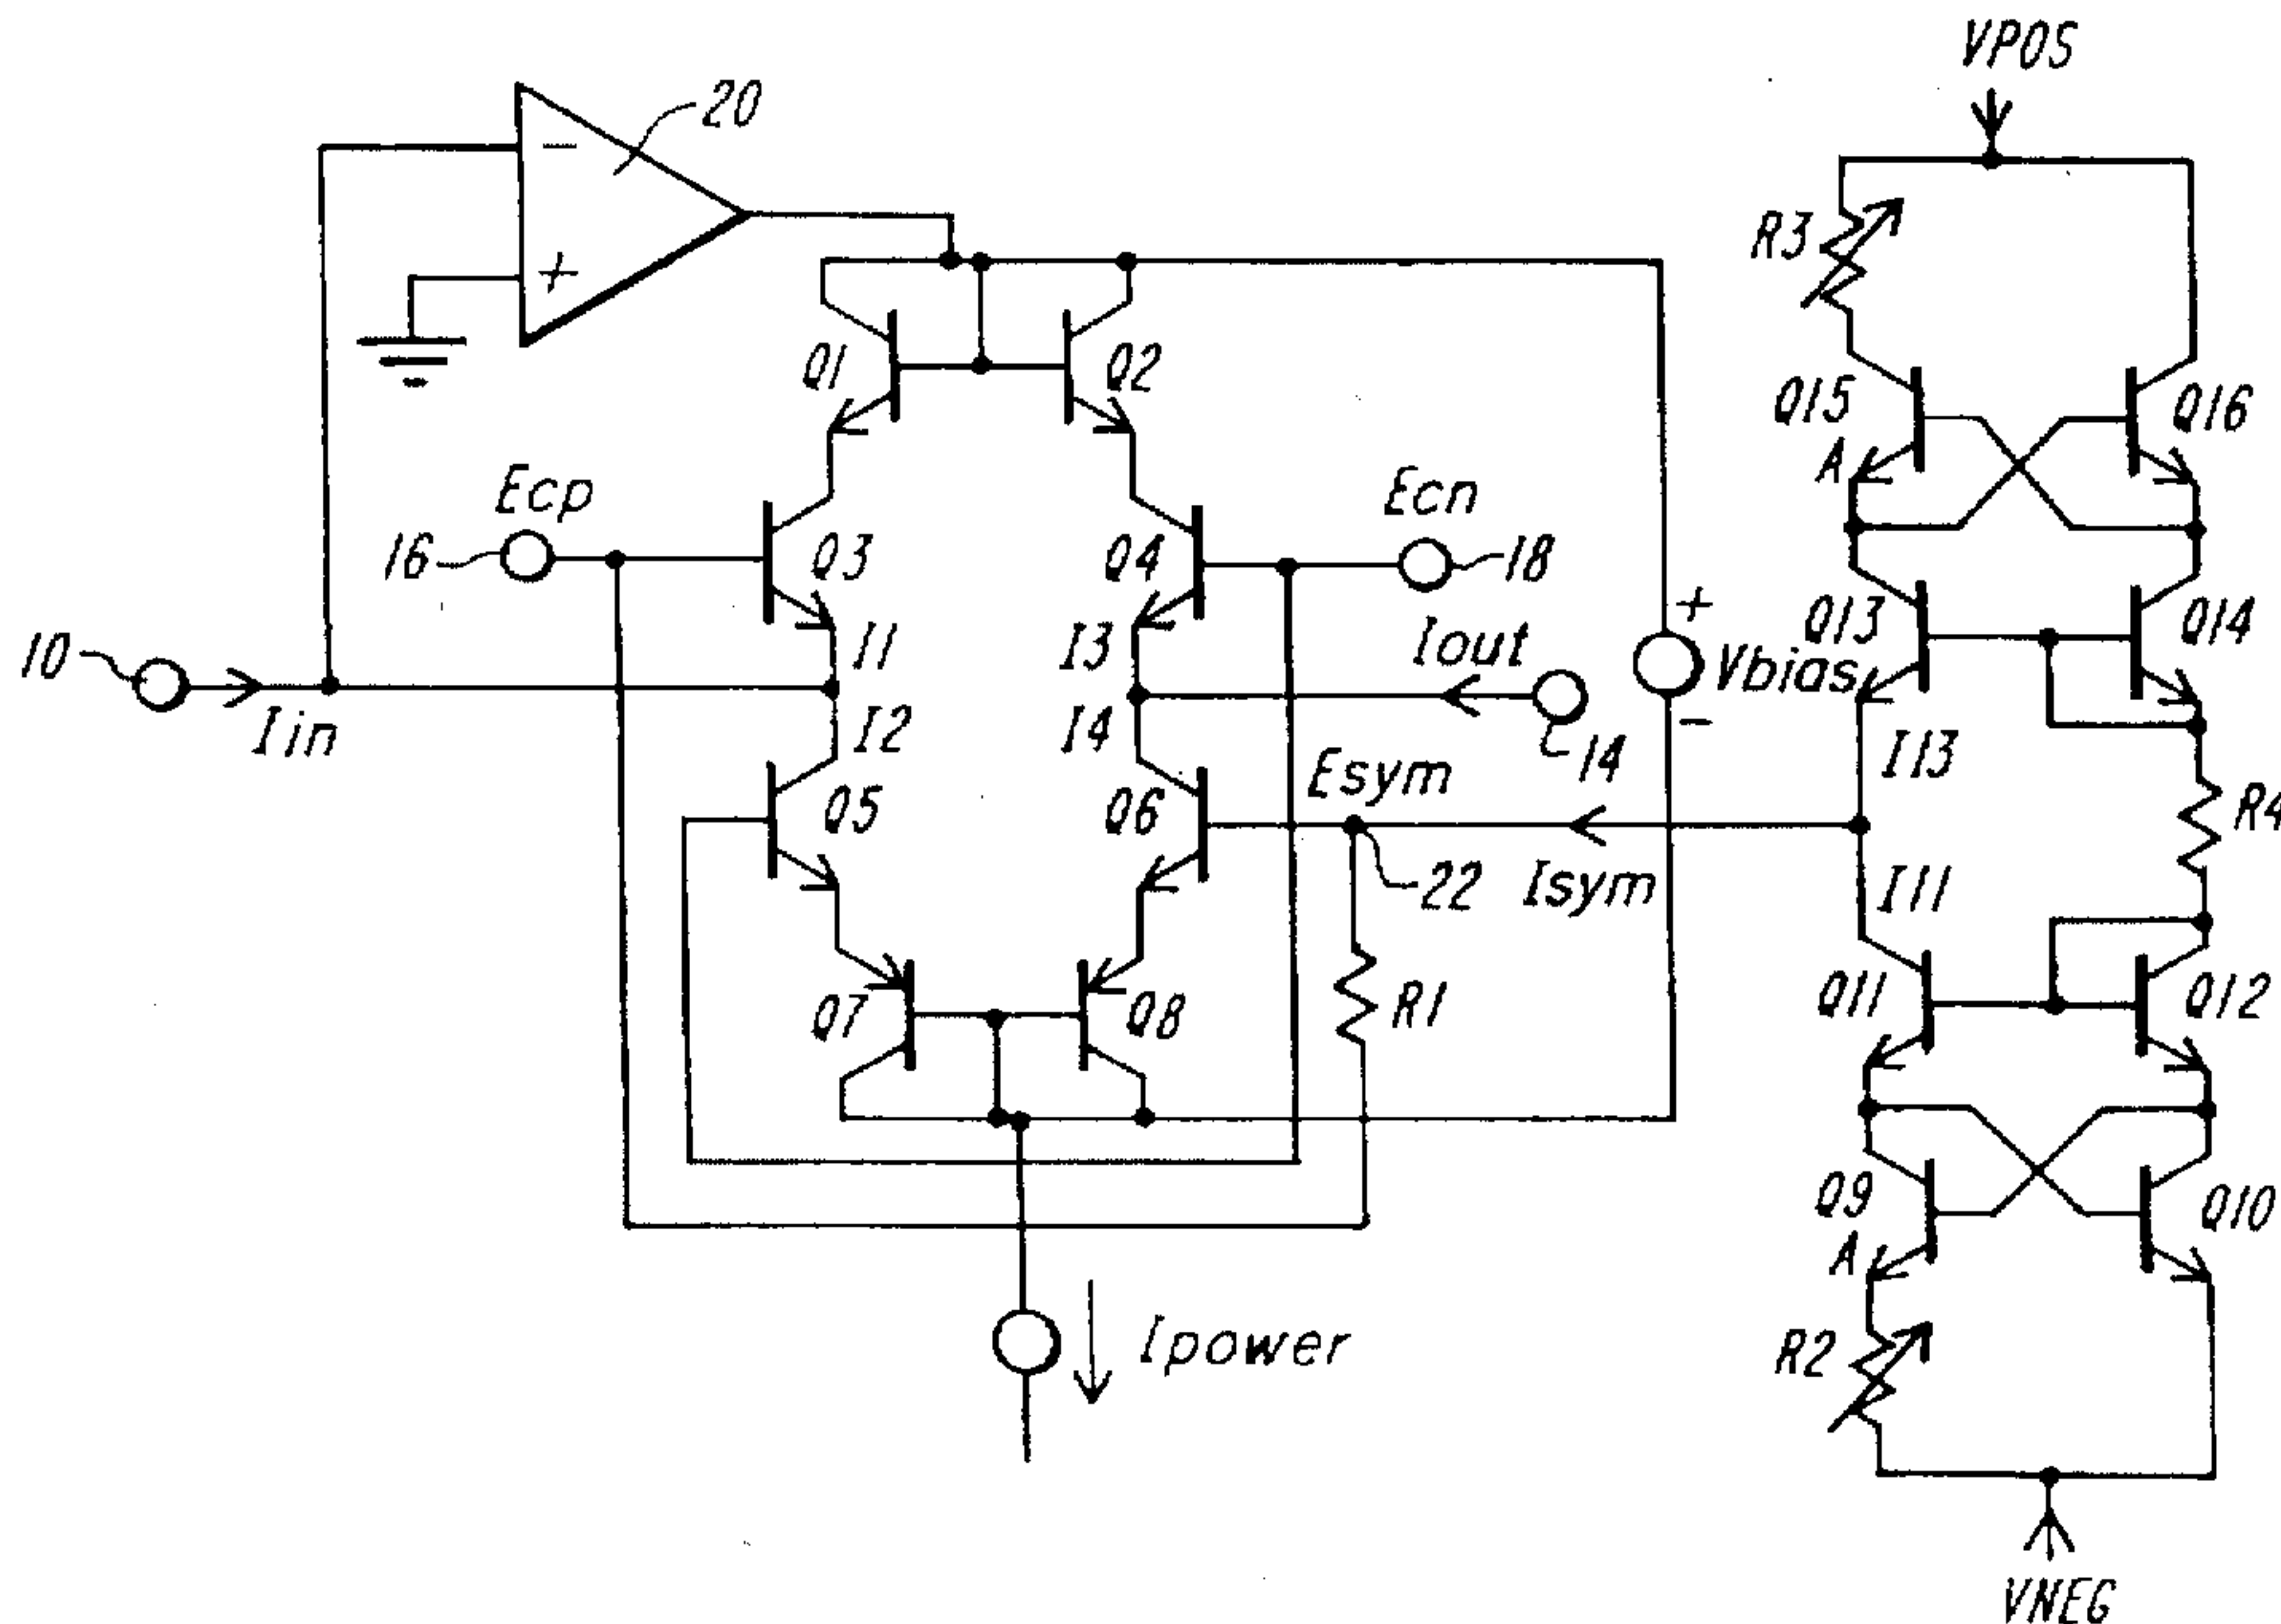 VPOS
20
R3
Q1
Q2
Q15
Q16
A
Ecp
Ecn
16
Q3
Q4
18
Q13
Q14
10
I1
I3
Iout
+
Vbias
-
Iin
I2
I4
14
I13
Esym
Q5
Q6
R4
22
Isym
I11
Q7
Q8
R1
Q11
Q12
Q9
Q10
A
Ipower
R2
VNEG